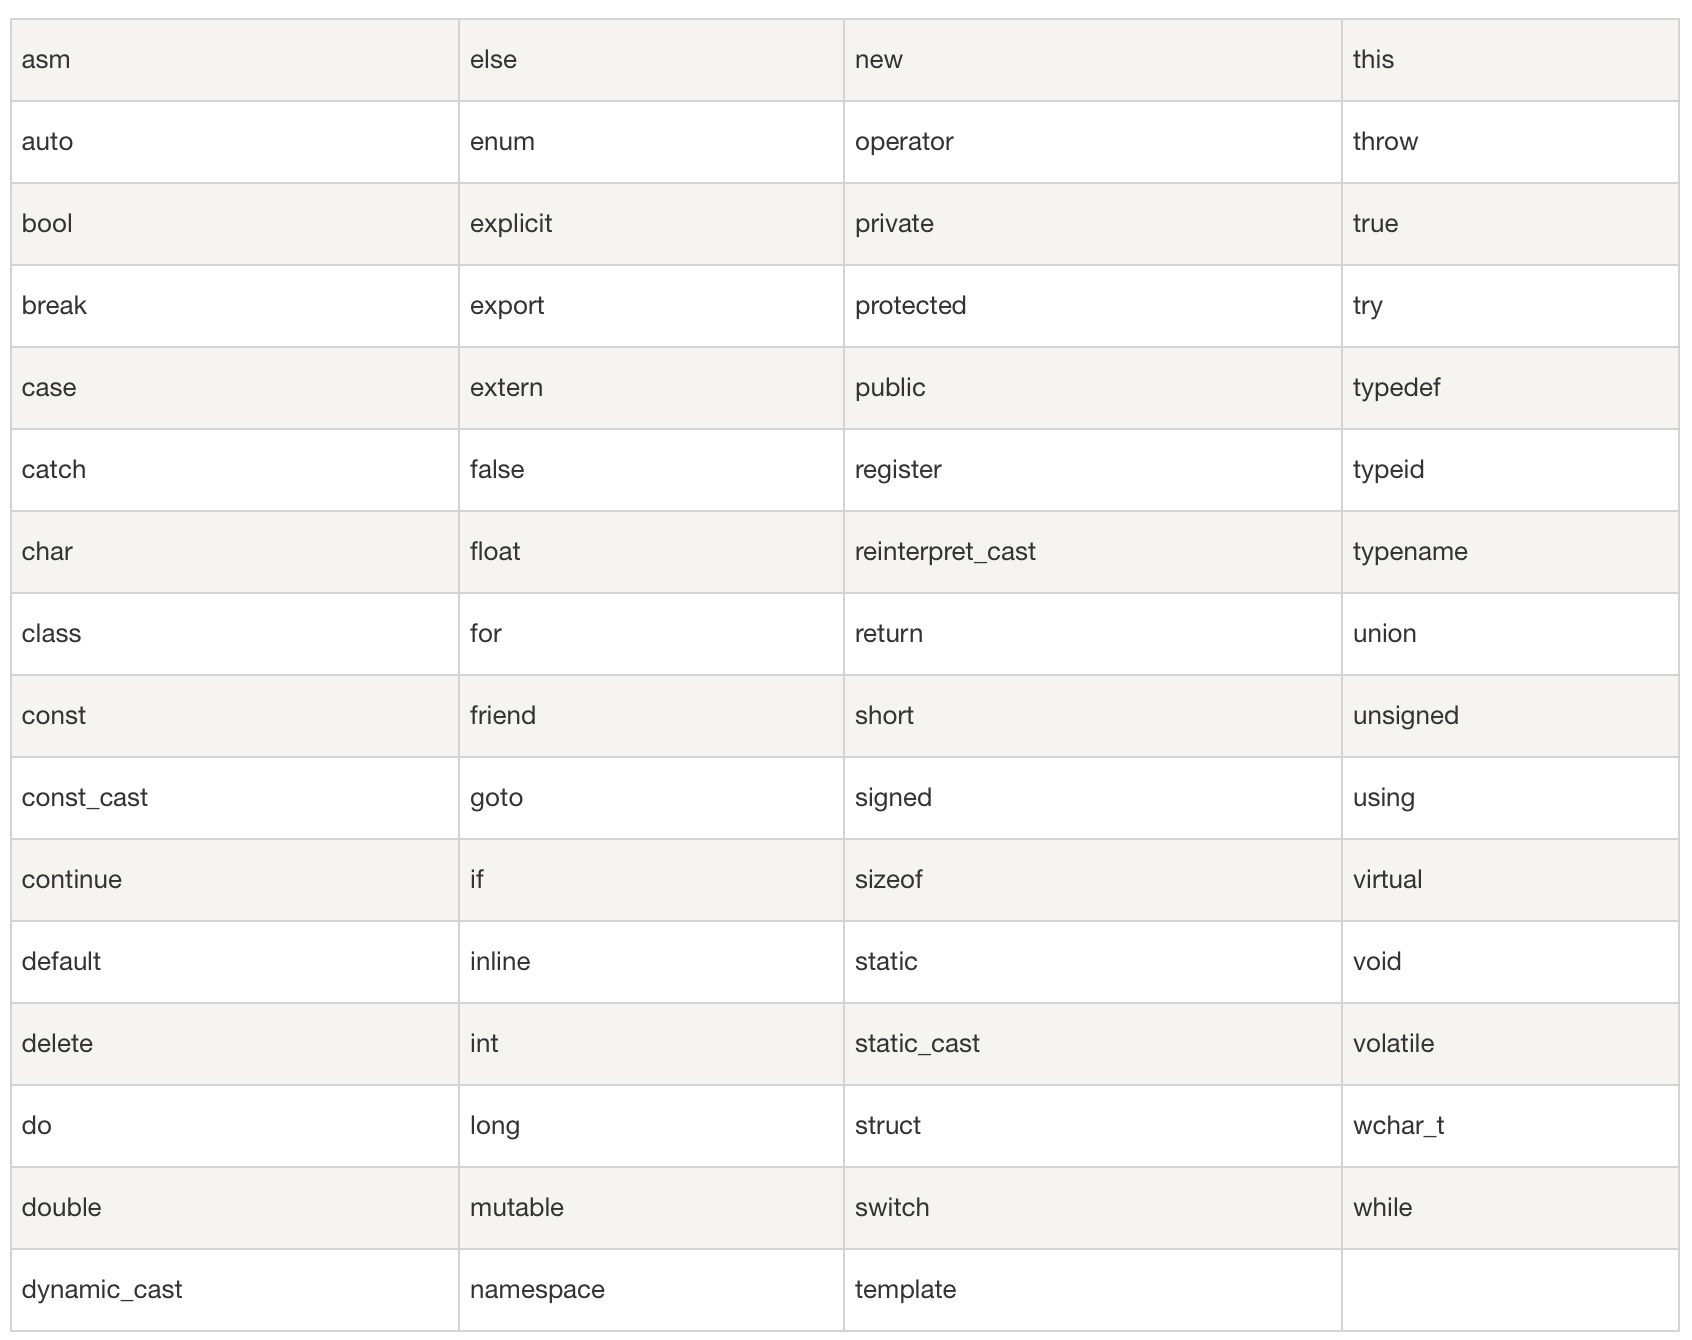 asm else new this
auto enum operator throw
bool explicit private true
break export protected try
case extern public typedef
catch false register typeid
char float reinterpret_cast typename
class for return union
const friend short unsigned
const_cast goto signed using
continue if sizeof virtual
default inline static void
delete int static_cast volatile
do long struct wchar_t
double mutable switch while
dynamic_cast namespace template